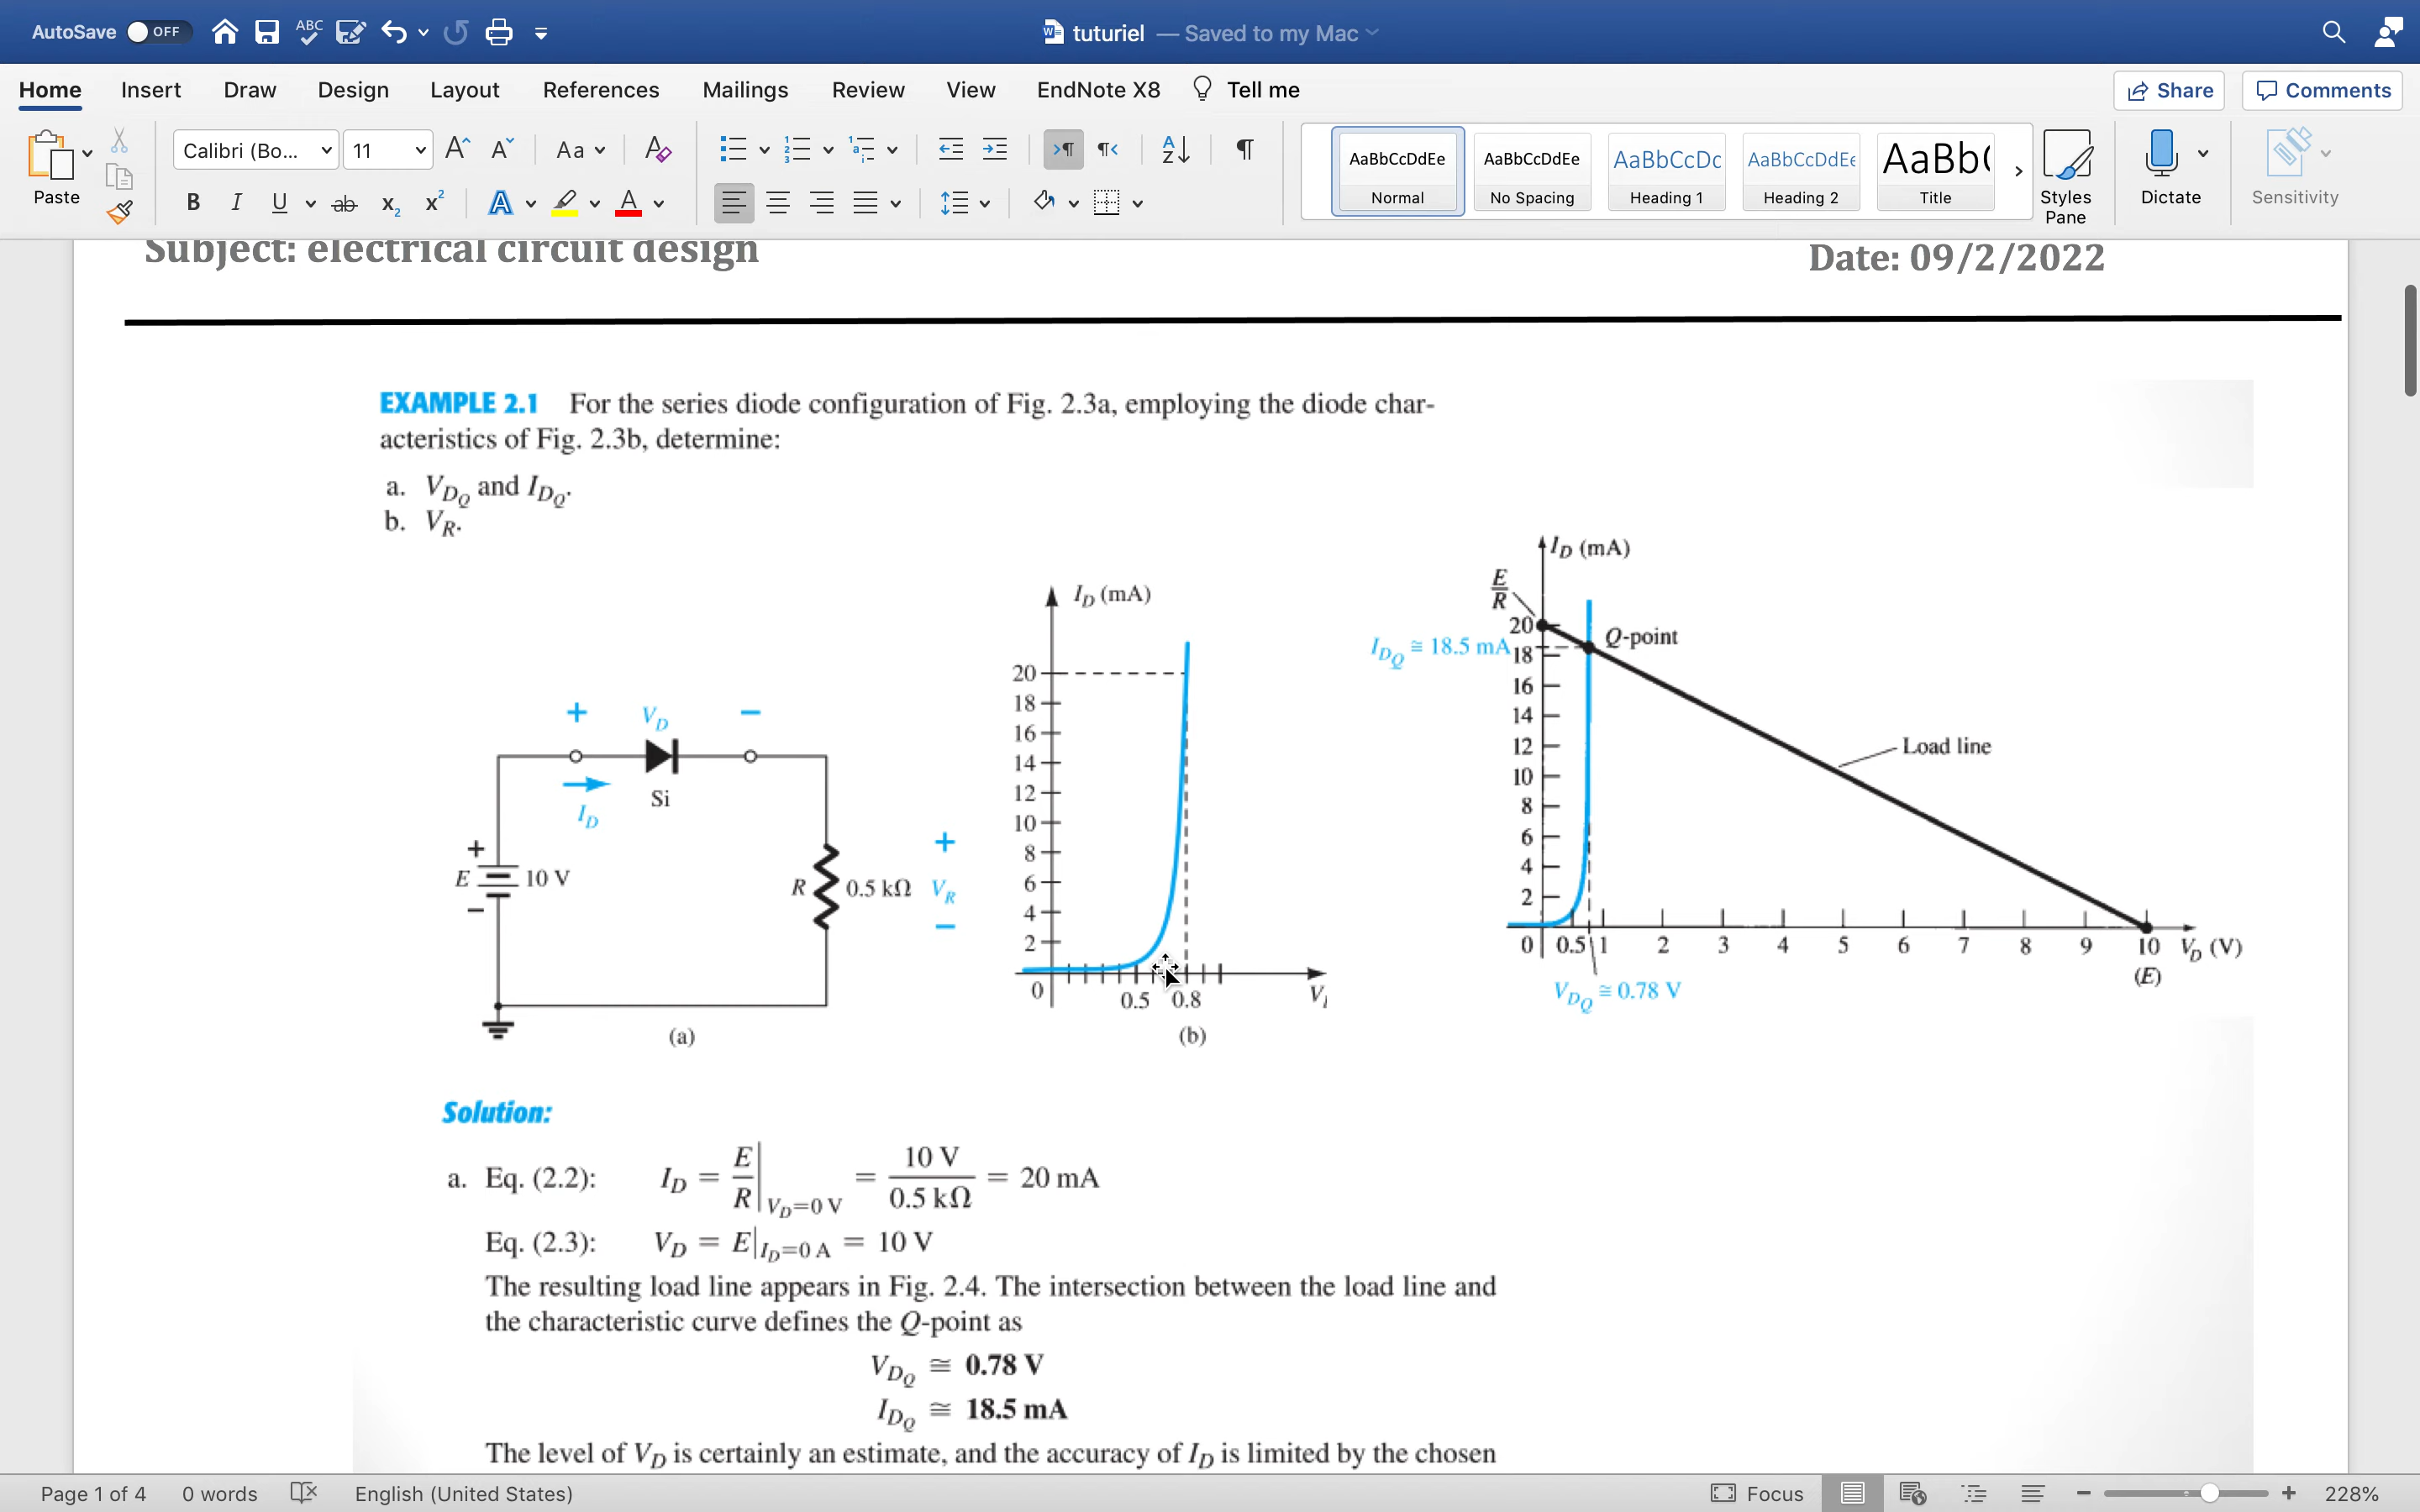 AutoSave OFF
ABC
tuturiel — Saved to my Mac
Home Insert Draw Design Layout References Mailings Review View EndNote X8 Tell me
Share Comments
Paste
Calibri (Bo... 11 Aa
B I U ab x₂ x² A A
AaBbCcDdEe AaBbCcDdEe AaBbCcDc AaBbCcDdEe AaBb(
Normal No Spacing Heading 1 Heading 2 Title
Styles Pane
Dictate
Sensitivity
Subject: electrical circuit design Date: 09/2/2022
EXAMPLE 2.1 For the series diode configuration of Fig. 2.3a, employing the diode char-
acteristics of Fig. 2.3b, determine:
a. V_DQ and I_DQ.
b. V_R.
+ V_D −
I_D
Si
+
E 10 V
−
R 0.5 kΩ
+
V_R
−
(a)
I_D (mA)
20
18
16
14
12
10
8
6
4
2
0 0.5 0.8
(b)
I_D (mA)
E/R
20
I_DQ ≅ 18.5 mA
18
Q-point
16
14
12
Load line
10
8
6
4
2
0 0.5 1 2 3 4 5 6 7 8 9 10 V_D (V)
(E)
V_DQ ≅ 0.78 V
Solution:
a. Eq. (2.2): I_D = E/R |V_D=0 V = 10 V / 0.5 kΩ = 20 mA
Eq. (2.3): V_D = E|I_D=0 A = 10 V
The resulting load line appears in Fig. 2.4. The intersection between the load line and
the characteristic curve defines the Q-point as
V_DQ ≅ 0.78 V
I_DQ ≅ 18.5 mA
The level of V_D is certainly an estimate, and the accuracy of I_D is limited by the chosen
Page 1 of 4 0 words English (United States) Focus 228%